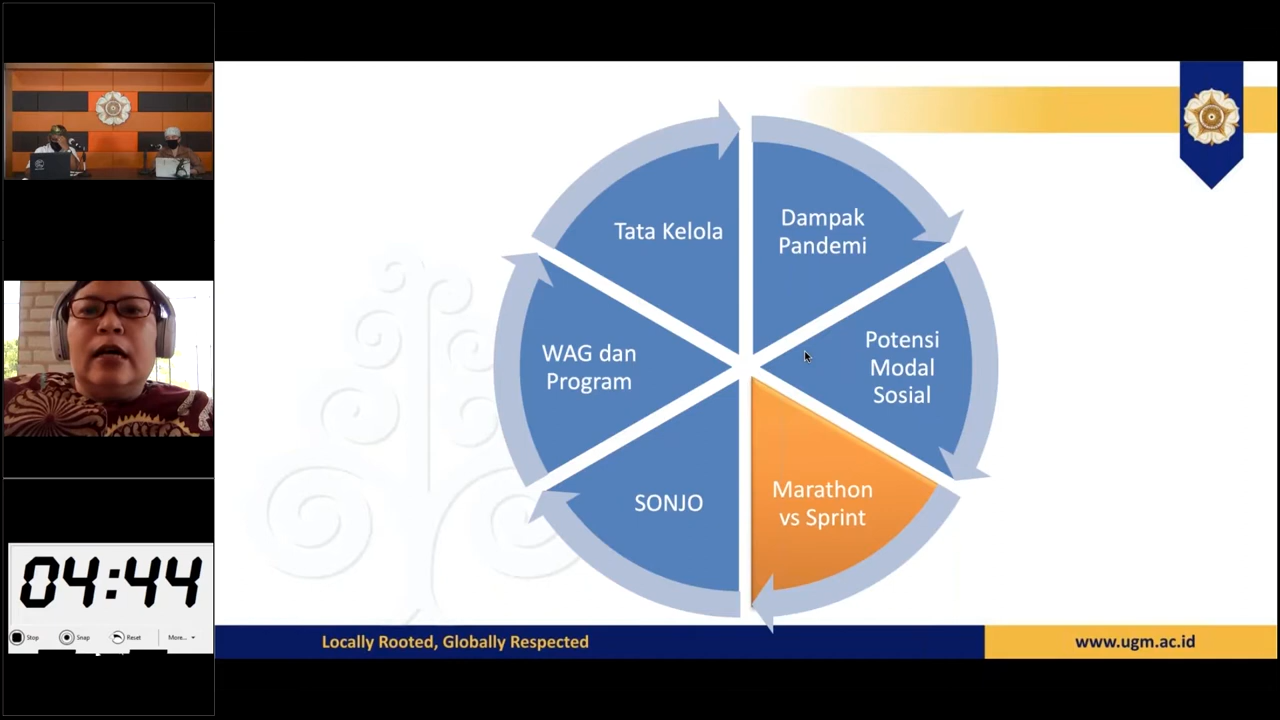 Tata Kelola
Dampak
Pandemi
WAG dan
Program
Potensi
Modal
Sosial
SONJO
Marathon
vs Sprint
04:44
Stop
Snap
Reset
More...
Locally Rooted, Globally Respected
www.ugm.ac.id